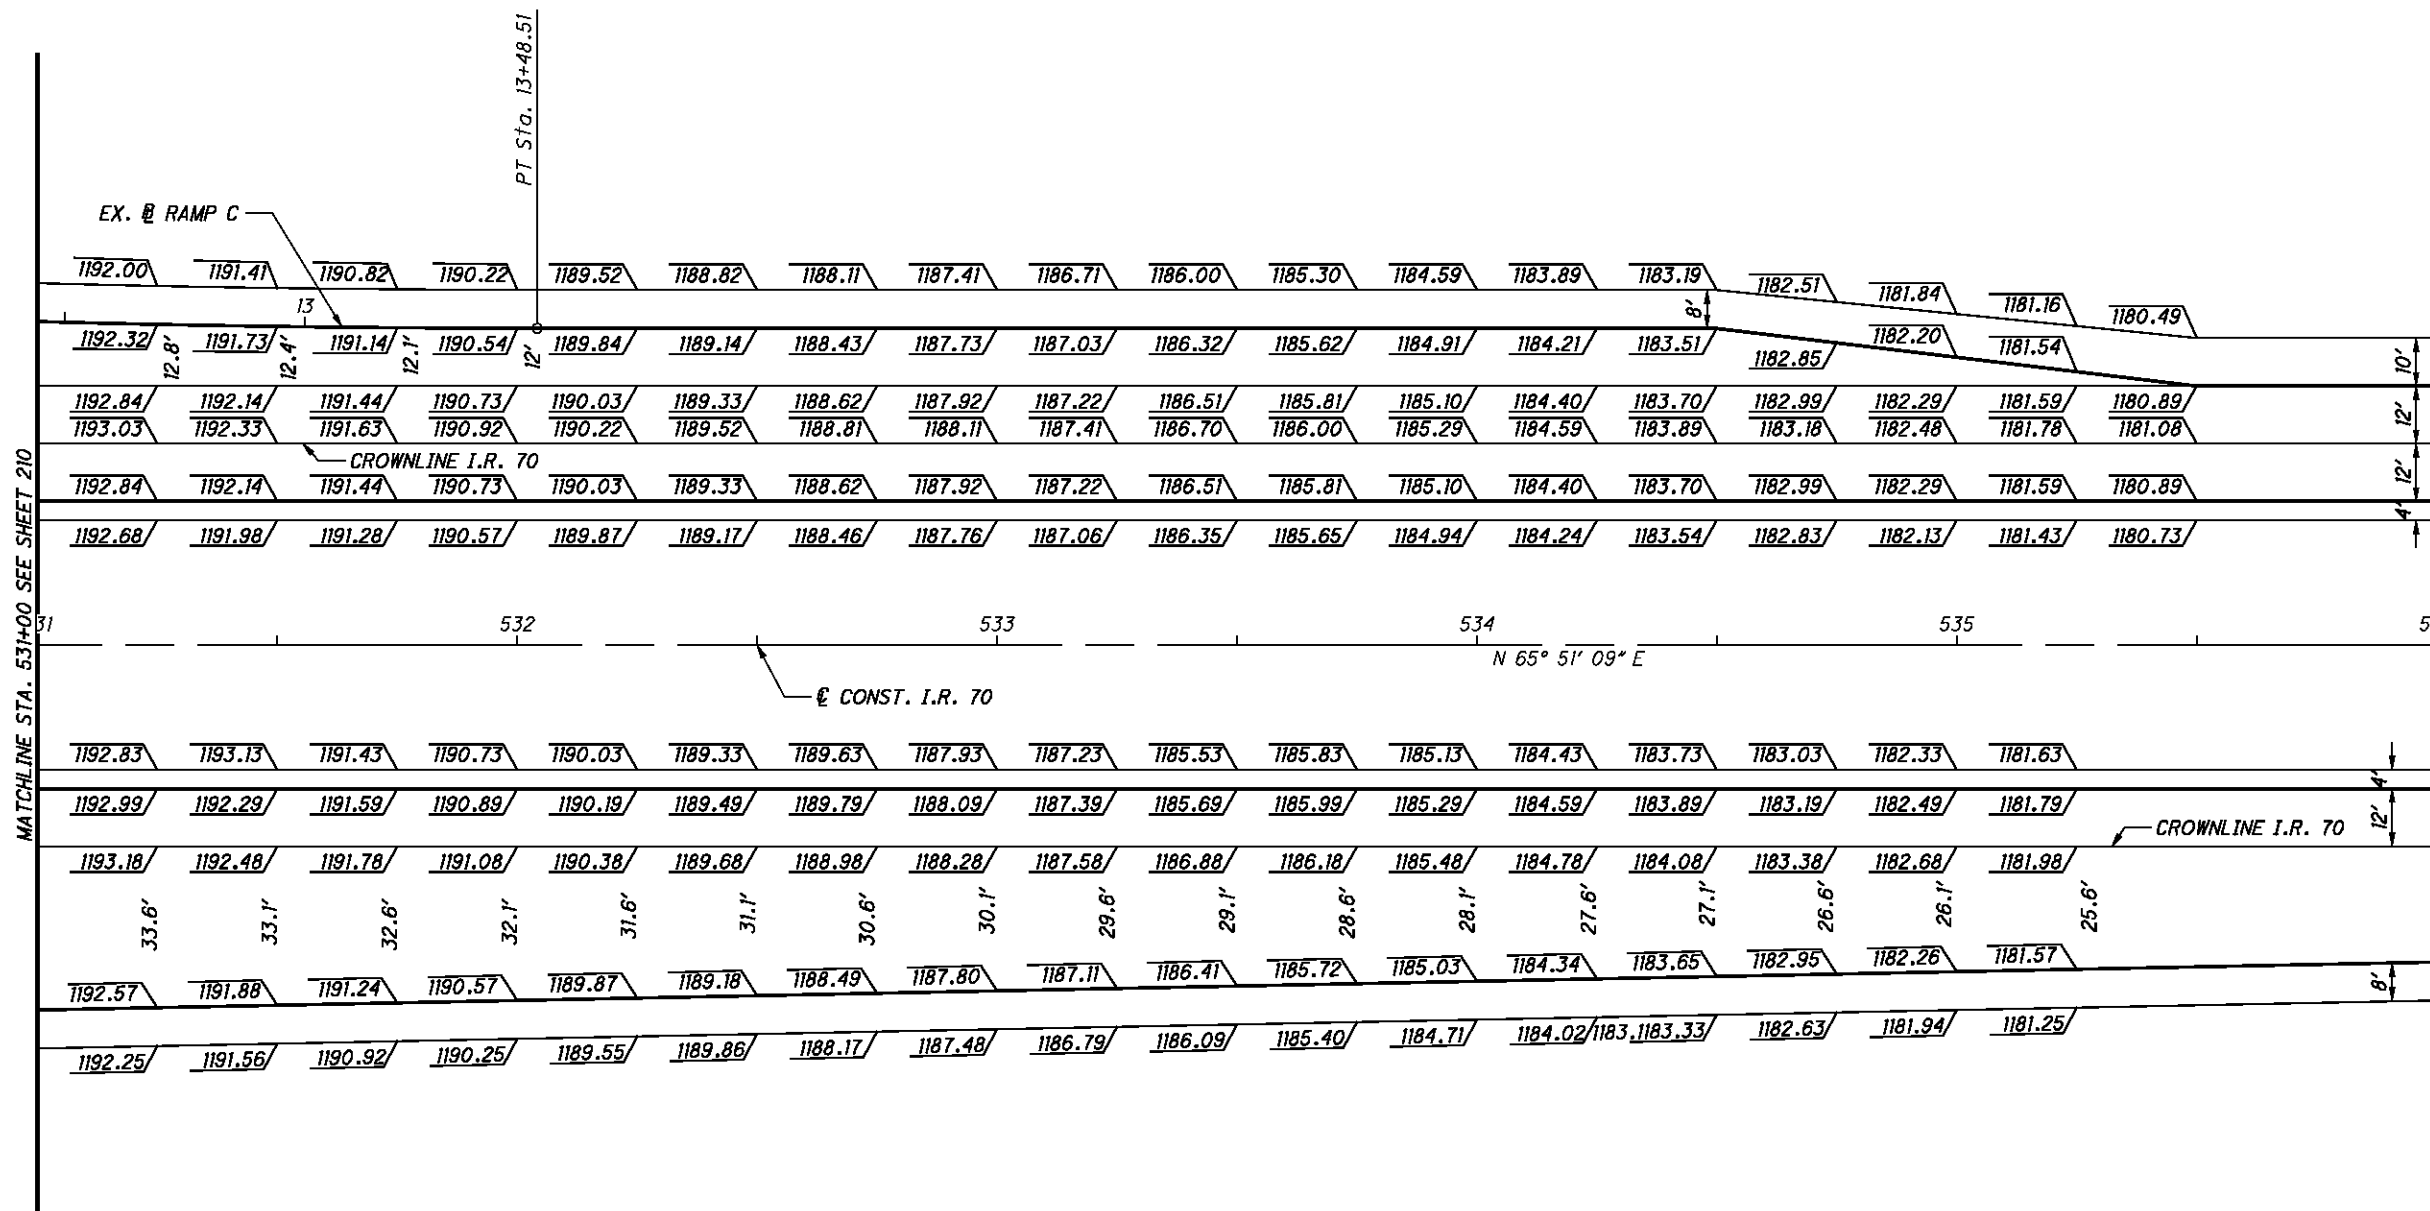 PT Sta. 13+48.51
EX. ⅊ RAMP C
1192.00 1191.41 1190.82 1190.22 1189.52 1188.82 1188.11 1187.41 1186.71 1186.00 1185.30 1184.59 1183.89 1183.19 1182.51 1181.84 1181.16 1180.49
13
8'
1192.32 1191.73 1191.14 1190.54 1189.84 1189.14 1188.43 1187.73 1187.03 1186.32 1185.62 1184.91 1184.21 1183.51 1182.85 1182.20 1181.54
12.8' 12.4' 12.1' 12' 10'
1192.84 1192.14 1191.44 1190.73 1190.03 1189.33 1188.62 1187.92 1187.22 1186.51 1185.81 1185.10 1184.40 1183.70 1182.99 1182.29 1181.59 1180.89
12'
1193.03 1192.33 1191.63 1190.92 1190.22 1189.52 1188.81 1188.11 1187.41 1186.70 1186.00 1185.29 1184.59 1183.89 1183.18 1182.48 1181.78 1181.08
CROWNLINE I.R. 70
12'
1192.84 1192.14 1191.44 1190.73 1190.03 1189.33 1188.62 1187.92 1187.22 1186.51 1185.81 1185.10 1184.40 1183.70 1182.99 1182.29 1181.59 1180.89
4'
1192.68 1191.98 1191.28 1190.57 1189.87 1189.17 1188.46 1187.76 1187.06 1186.35 1185.65 1184.94 1184.24 1183.54 1182.83 1182.13 1181.43 1180.73
MATCHLINE STA. 531+00 SEE SHEET 210
31 532 533 534 535 5
N 65° 51' 09" E
℄ CONST. I.R. 70
1192.83 1193.13 1191.43 1190.73 1190.03 1189.33 1189.63 1187.93 1187.23 1185.53 1185.83 1185.13 1184.43 1183.73 1183.03 1182.33 1181.63
4'
1192.99 1192.29 1191.59 1190.89 1190.19 1189.49 1189.79 1188.09 1187.39 1185.69 1185.99 1185.29 1184.59 1183.89 1183.19 1182.49 1181.79
12'
CROWNLINE I.R. 70
1193.18 1192.48 1191.78 1191.08 1190.38 1189.68 1188.98 1188.28 1187.58 1186.88 1186.18 1185.48 1184.78 1184.08 1183.38 1182.68 1181.98
33.6' 33.1' 32.6' 32.1' 31.6' 31.1' 30.6' 30.1' 29.6' 29.1' 28.6' 28.1' 27.6' 27.1' 26.6' 26.1' 25.6'
1192.57 1191.88 1191.24 1190.57 1189.87 1189.18 1188.49 1187.80 1187.11 1186.41 1185.72 1185.03 1184.34 1183.65 1182.95 1182.26 1181.57
8'
1192.25 1191.56 1190.92 1190.25 1189.55 1189.86 1188.17 1187.48 1186.79 1186.09 1185.40 1184.71 1184.02 1183.1183.33 1182.63 1181.94 1181.25